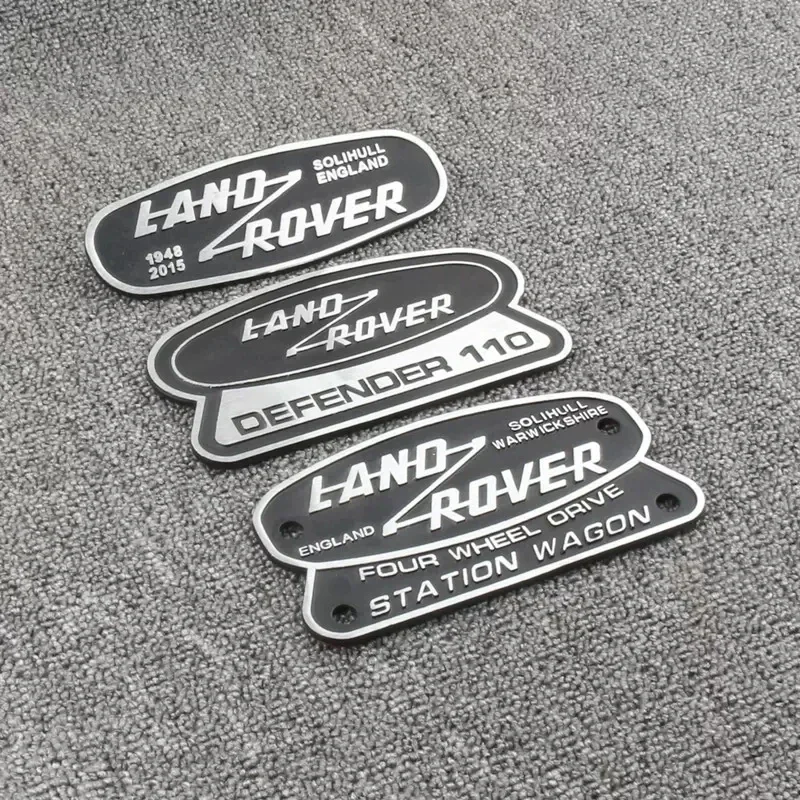 SOLIHULL
ENGLAND
LAND
ROVER
1948
2015
LAND
ROVER
DEFENDER 110
SOLIHULL
WARWICKSHIRE
LAND
ROVER
ENGLAND
FOUR WHEEL DRIVE
STATION WAGON